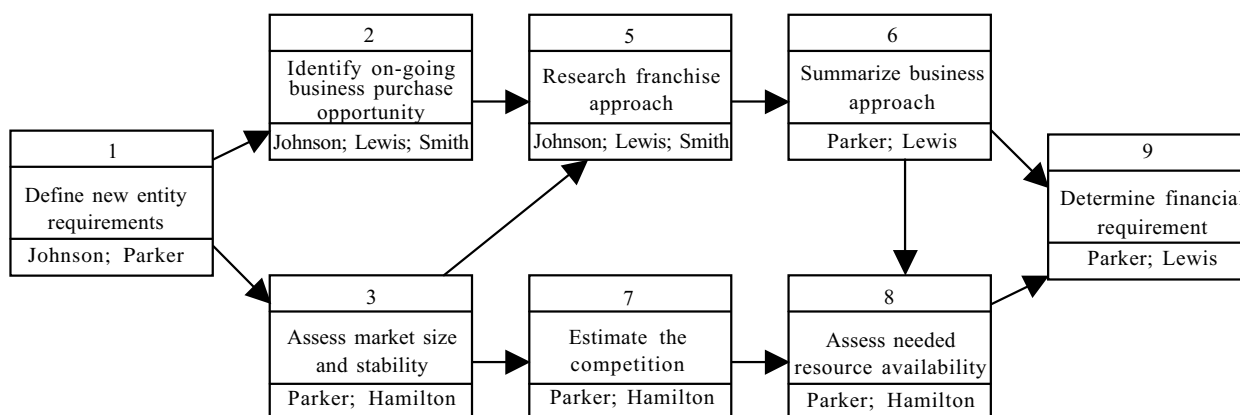 2
Identify on-going
business purchase
opportunity
Johnson; Lewis; Smith
5
Research franchise
approach
Johnson; Lewis; Smith
6
Summarize business
approach
Parker; Lewis
1
Define new entity
requirements
Johnson; Parker
9
Determine financial
requirement
Parker; Lewis
3
Assess market size
and stability
Parker; Hamilton
7
Estimate the
competition
Parker; Hamilton
8
Assess needed
resource availability
Parker; Hamilton